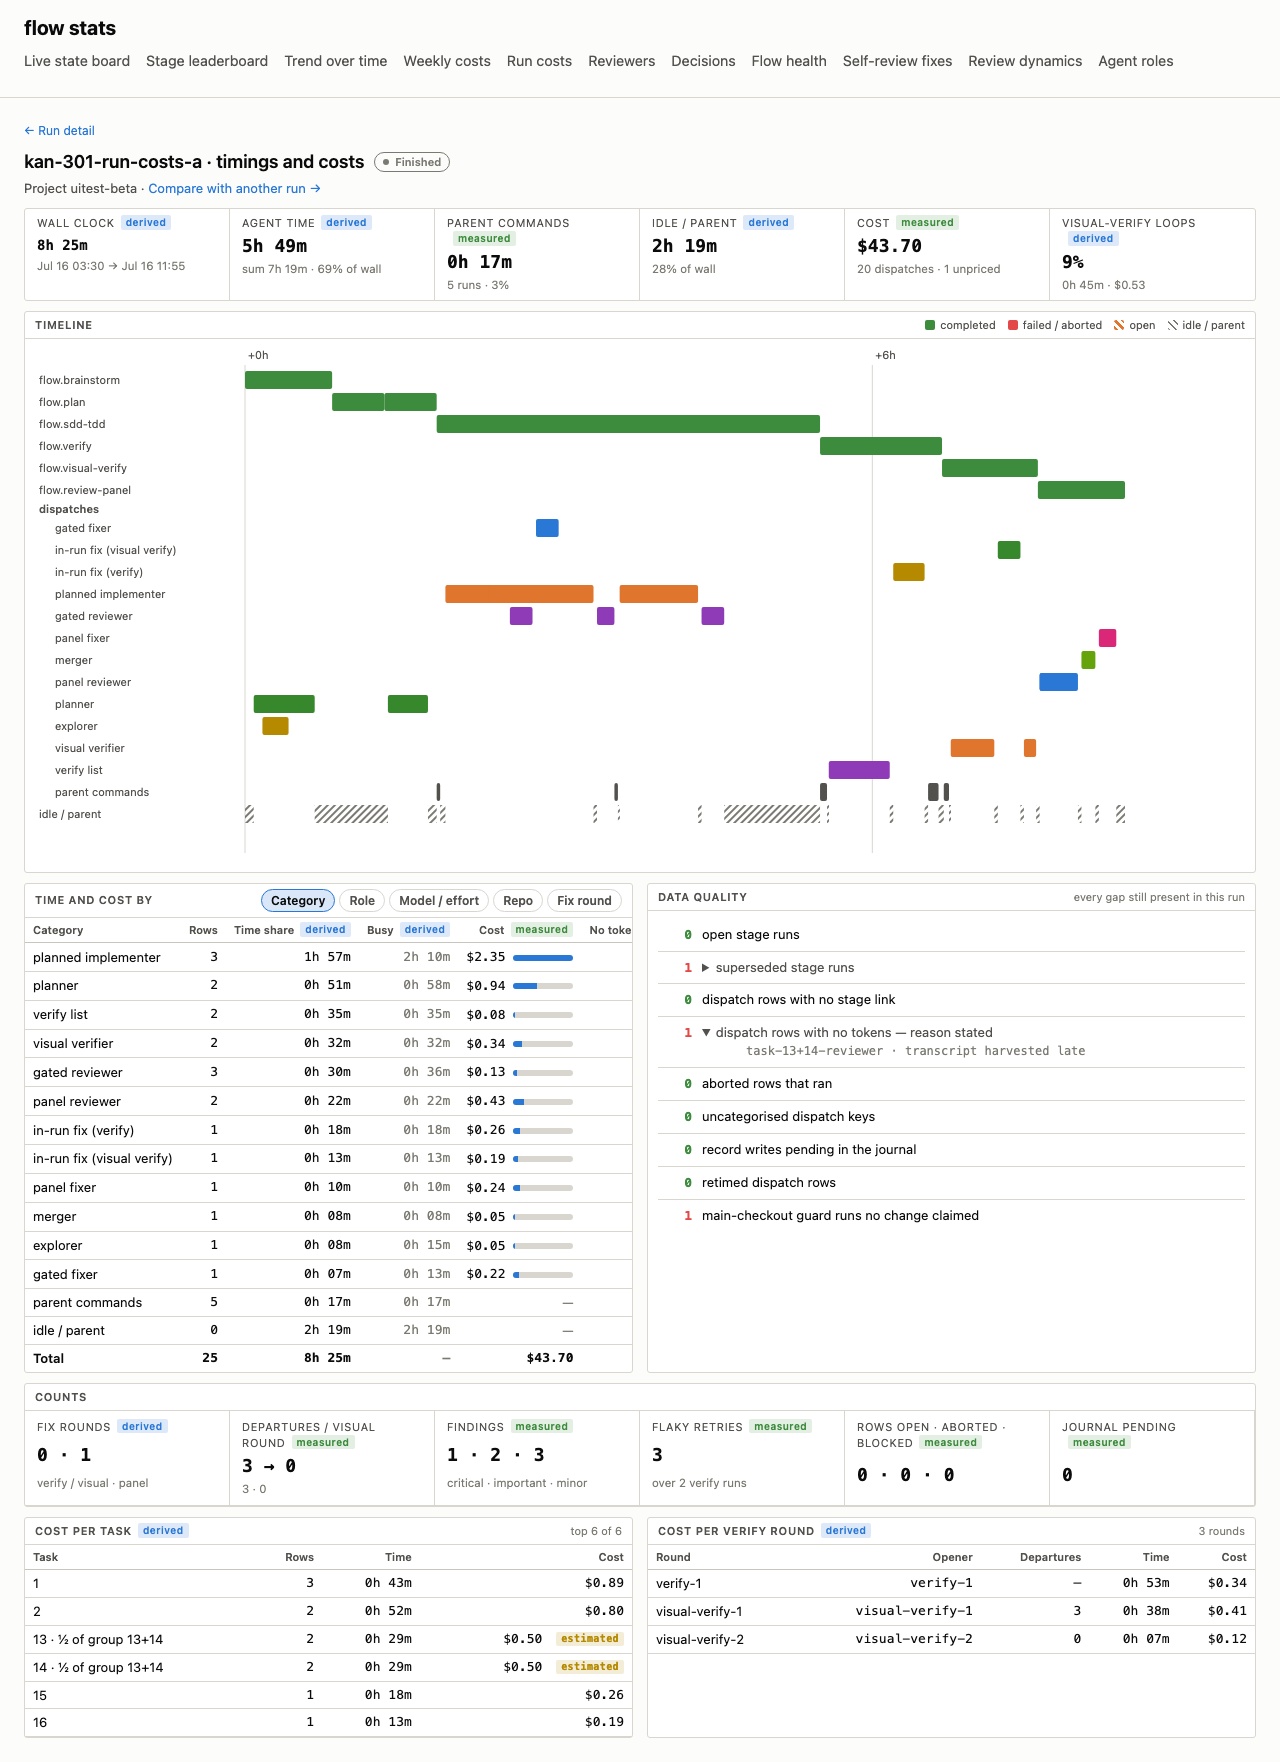 flow stats
Live state board Stage leaderboard Trend over time Weekly costs Run costs Reviewers Decisions Flow health Self-review fixes Review dynamics Agent roles
← Run detail
kan-301-run-costs-a · timings and costs Finished
Project uitest-beta · Compare with another run →
WALL CLOCK derived
8h 25m
Jul 16 03:30 → Jul 16 11:55
AGENT TIME derived
5h 49m
sum 7h 19m · 69% of wall
PARENT COMMANDS
measured
0h 17m
5 runs · 3%
IDLE / PARENT derived
2h 19m
28% of wall
COST measured
$43.70
20 dispatches · 1 unpriced
VISUAL-VERIFY LOOPS
derived
9%
0h 45m · $0.53
TIMELINE completed failed / aborted open idle / parent
+0h +6h
flow.brainstorm
flow.plan
flow.sdd-tdd
flow.verify
flow.visual-verify
flow.review-panel
dispatches
gated fixer
in-run fix (visual verify)
in-run fix (verify)
planned implementer
gated reviewer
panel fixer
merger
panel reviewer
planner
explorer
visual verifier
verify list
parent commands
idle / parent
TIME AND COST BY Category Role Model / effort Repo Fix round
Category Rows Time share derived Busy derived Cost measured No toke
planned implementer 3 1h 57m 2h 10m $2.35
planner 2 0h 51m 0h 58m $0.94
verify list 2 0h 35m 0h 35m $0.08
visual verifier 2 0h 32m 0h 32m $0.34
gated reviewer 3 0h 30m 0h 36m $0.13
panel reviewer 2 0h 22m 0h 22m $0.43
in-run fix (verify) 1 0h 18m 0h 18m $0.26
in-run fix (visual verify) 1 0h 13m 0h 13m $0.19
panel fixer 1 0h 10m 0h 10m $0.24
merger 1 0h 08m 0h 08m $0.05
explorer 1 0h 08m 0h 15m $0.05
gated fixer 1 0h 07m 0h 13m $0.22
parent commands 5 0h 17m 0h 17m —
idle / parent 0 2h 19m 2h 19m —
Total 25 8h 25m — $43.70
DATA QUALITY every gap still present in this run
0 open stage runs
1 ▶ superseded stage runs
0 dispatch rows with no stage link
1 ▼ dispatch rows with no tokens — reason stated
task-13+14-reviewer · transcript harvested late
0 aborted rows that ran
0 uncategorised dispatch keys
0 record writes pending in the journal
0 retimed dispatch rows
1 main-checkout guard runs no change claimed
COUNTS
FIX ROUNDS derived
0 · 1
verify / visual · panel
DEPARTURES / VISUAL
ROUND measured
3 → 0
3 · 0
FINDINGS measured
1 · 2 · 3
critical · important · minor
FLAKY RETRIES measured
3
over 2 verify runs
ROWS OPEN · ABORTED ·
BLOCKED measured
0 · 0 · 0
JOURNAL PENDING
measured
0
COST PER TASK derived top 6 of 6
Task Rows Time Cost
1 3 0h 43m $0.89
2 2 0h 52m $0.80
13 · ½ of group 13+14 2 0h 29m $0.50 estimated
14 · ½ of group 13+14 2 0h 29m $0.50 estimated
15 1 0h 18m $0.26
16 1 0h 13m $0.19
COST PER VERIFY ROUND derived 3 rounds
Round Opener Departures Time Cost
verify-1 verify-1 — 0h 53m $0.34
visual-verify-1 visual-verify-1 3 0h 38m $0.41
visual-verify-2 visual-verify-2 0 0h 07m $0.12